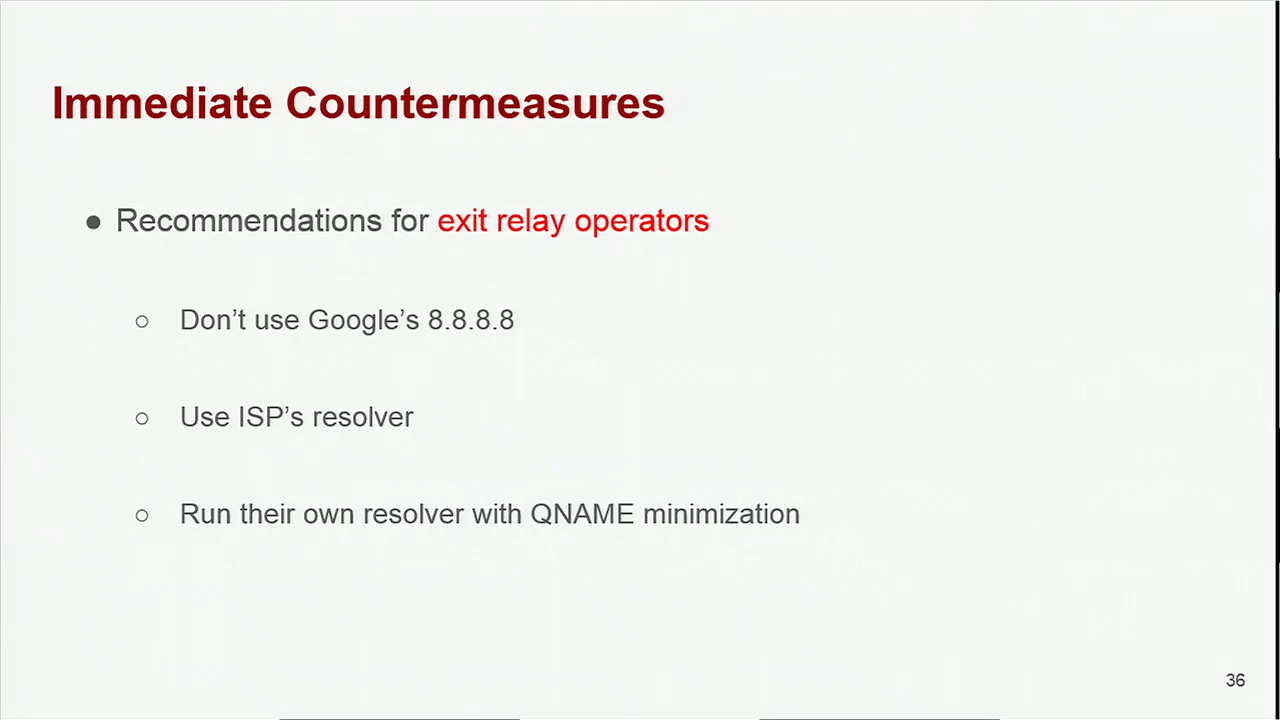 Immediate Countermeasures
● Recommendations for exit relay operators
○ Don’t use Google’s 8.8.8.8
○ Use ISP’s resolver
○ Run their own resolver with QNAME minimization
36